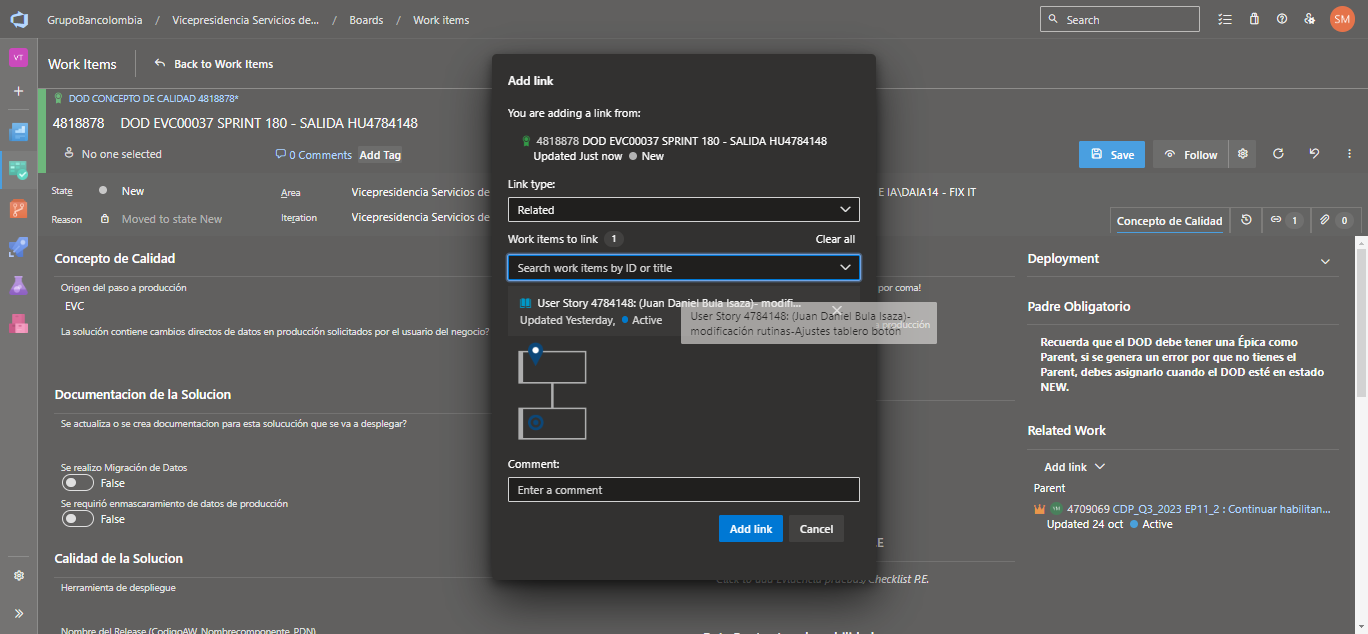 GrupoBancolombia / Vicepresidencia Servicios de... / Boards / Work items
Search
SM
VT
Work Items
Back to Work Items
DOD CONCEPTO DE CALIDAD 4818878*
4818878 DOD EVC00037 SPRINT 180 - SALIDA HU4784148
No one selected
0 Comments
Add Tag
Save
Follow
State
New
Area
Vicepresidencia Servicios de
E IA\DAIA14 - FIX IT
Reason
Moved to state New
Iteration
Vicepresidencia Servicios de
Concepto de Calidad
1
0
Concepto de Calidad
Origen del paso a producción
EVC
La solución contiene cambios directos de datos en producción solicitados por el usuario del negocio?
Documentacion de la Solucion
Se actualiza o se crea documentacion para esta solucución que se va a desplegar?
Se realizo Migración de Datos
False
Se requirió enmascaramiento de datos de producción
False
Calidad de la Solucion
Herramienta de despliegue
Nombre del Release (CodigoAW_Nombrecomponente_PDN)
Add link
You are adding a link from:
4818878 DOD EVC00037 SPRINT 180 - SALIDA HU4784148
Updated Just now
New
Link type:
Related
Work items to link 1
Clear all
Search work items by ID or title
User Story 4784148: (Juan Daniel Bula Isaza)- modifi...
Updated Yesterday,
Active
User Story 4784148: (Juan Daniel Bula Isaza)-
modificación rutinas-Ajustes tablero botón
Comment:
Enter a comment
Add link
Cancel
por coma!
producción
E
Click to add Evidencia pruebas/Checklist P.E.
Deployment
Padre Obligatorio
Recuerda que el DOD debe tener una Épica como
Parent, si se genera un error por que no tienes el
Parent, debes asignarlo cuando el DOD esté en estado
NEW.
Related Work
Add link
Parent
4709069 CDP_Q3_2023 EP11_2 : Continuar habilitan...
Updated 24 oct
Active